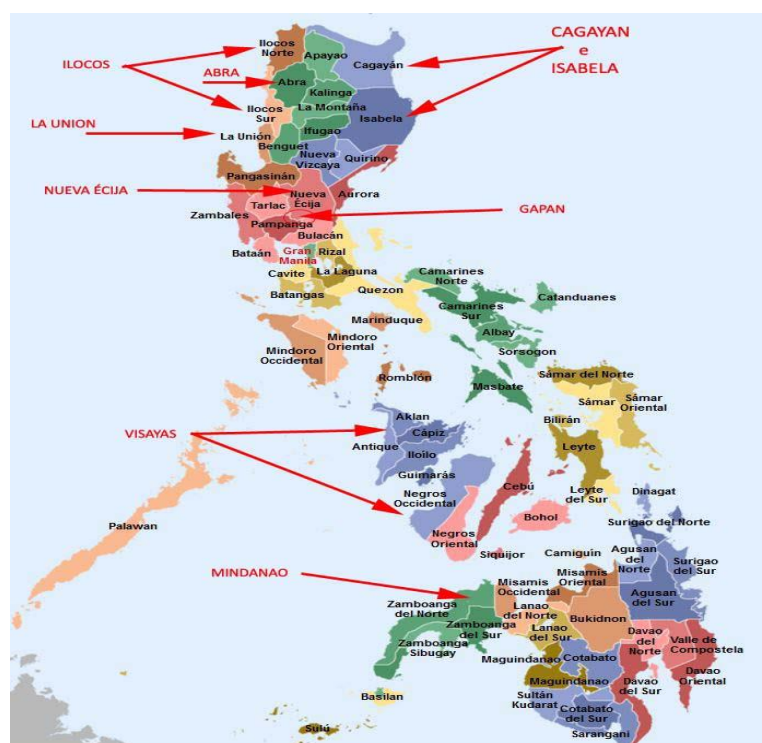 CAGAYAN
e
ISABELA
Ilocos
Norte
Apayao
Cagayán
ILOCOS
ABRA
Abra
Kalinga
Ilocos
Sur
La Montaña
Isabela
LA UNION
La Unión
Ifugao
Benguet
Nueva
Vizcaya
Quirino
Pangasinán
NUEVA ÉCIJA
Nueva
Écija
Aurora
Tarlac
Zambales
GAPAN
Pampanga
Bulacán
Bataán
Gran
Manila
Rizal
Cavite
La Laguna
Batangas
Quezon
Camarines
Norte
Catanduanes
Camarines
Sur
Marinduque
Albay
Mindoro
Occidental
Mindoro
Oriental
Sorsogon
Romblón
Masbate
Sámar del Norte
Sámar
Sámar
Oriental
Aklan
Bilirán
VISAYAS
Cápiz
Antique
Leyte
Iloílo
Guimarás
Cebú
Leyte
del Sur
Dinagat
Negros
Occidental
Bohol
Surigao del Norte
Palawan
Negros
Oriental
Siquijor
Camiguín
Agusan
del
Norte
Surigao
del Sur
MINDANAO
Misamis
Oriental
Misamis
Occidental
Agusan
del Sur
Zamboanga
del Norte
Lanao
del Norte
Bukidnon
Zamboanga
del Sur
Lanao
del Sur
Davao
del
Norte
Valle de
Compostela
Zamboanga
Sibugay
Maguindanao
Cotabato
Maguindanao
Davao
Oriental
Basilan
Davao
del Sur
Sultán
Kudarat
Cotabato
del Sur
Sulú
Sarangani